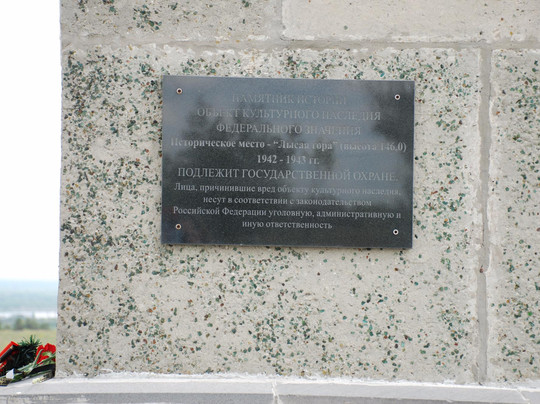 ПАМЯТНИК ИСТОРИИ
ОБЪЕКТ КУЛЬТУРНОГО НАСЛЕДИЯ
ФЕДЕРАЛЬНОГО ЗНАЧЕНИЯ
Историческое место - "Лысая гора" (высота 146,0)
1942 - 1943 гг.
ПОДЛЕЖИТ ГОСУДАРСТВЕННОЙ ОХРАНЕ
Лица, причинившие вред объекту культурного наследия,
несут в соответствии с законодательством
Российской Федерации уголовную, административную и
иную ответственность